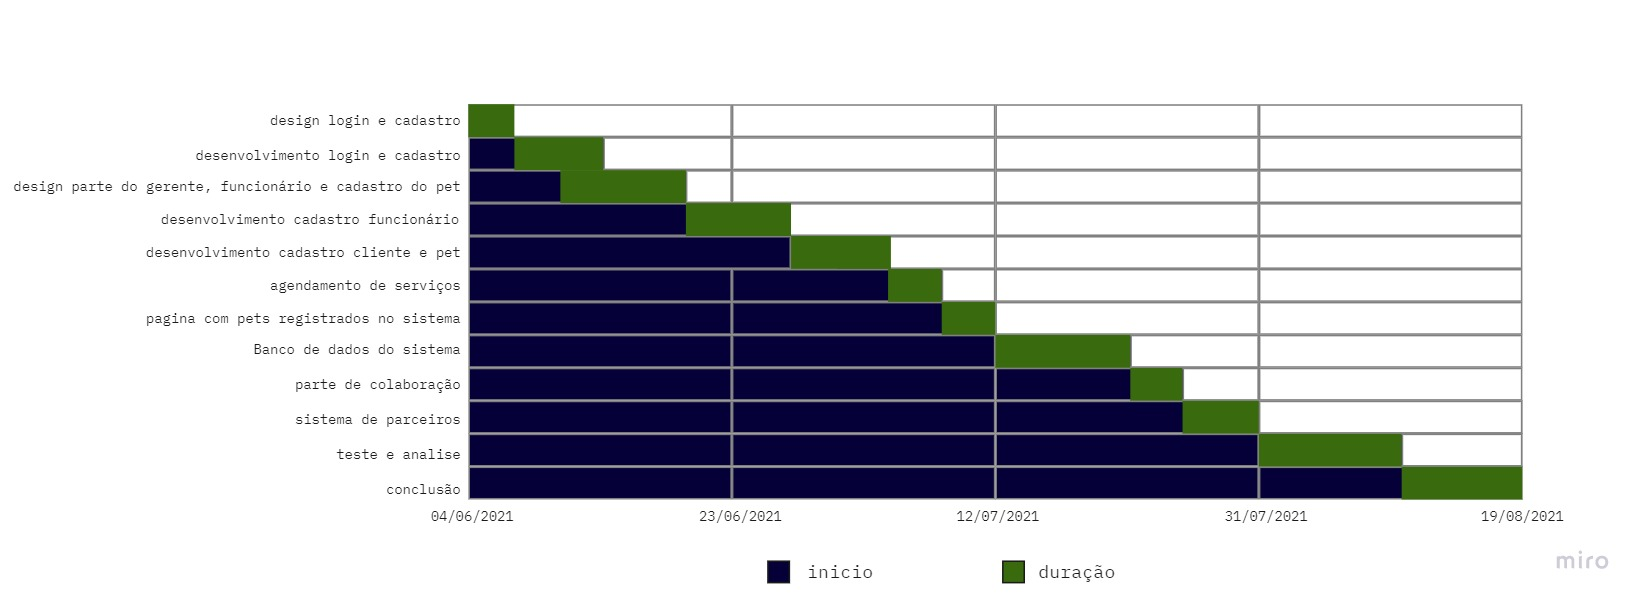 design login e cadastro
desenvolvimento login e cadastro
design parte do gerente, funcionário e cadastro do pet
desenvolvimento cadastro funcionário
desenvolvimento cadastro cliente e pet
agendamento de serviços
pagina com pets registrados no sistema
Banco de dados do sistema
parte de colaboração
sistema de parceiros
teste e analise
conclusão
04/06/2021 23/06/2021 12/07/2021 31/07/2021 19/08/2021
inicio duração
miro